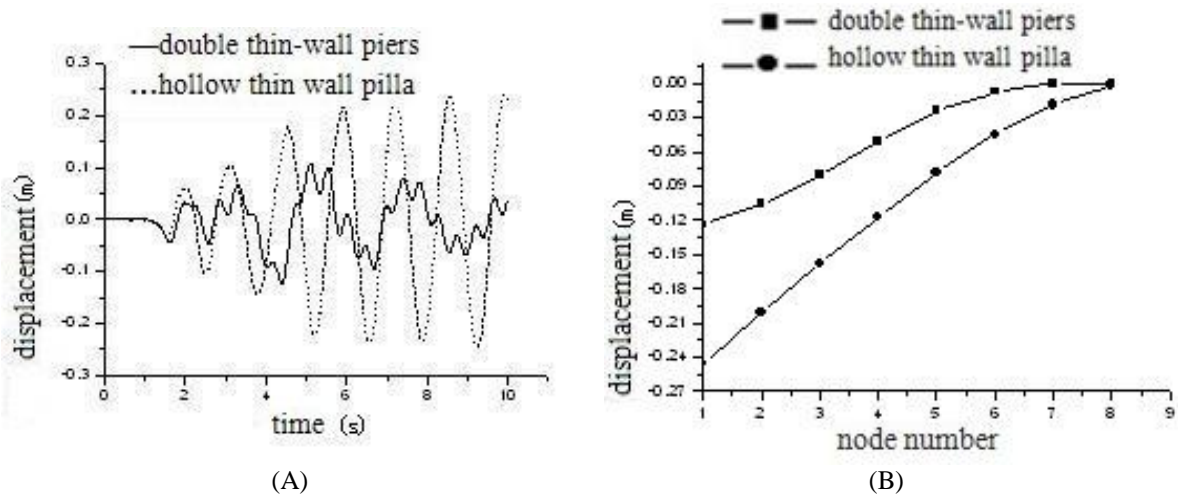 double thin-wall piers
hollow thin wall pilla
0.3
0.2
0.1
0.0
-0.1
-0.2
-0.3
displacement (m)
0 2 4 6 8 10
time (s)
(A)
double thin-wall piers
hollow thin wall pilla
0.00
-0.03
-0.06
-0.09
-0.12
-0.15
-0.18
-0.21
-0.24
-0.27
displacement (m)
1 2 3 4 5 6 7 8 9
node number
(B)